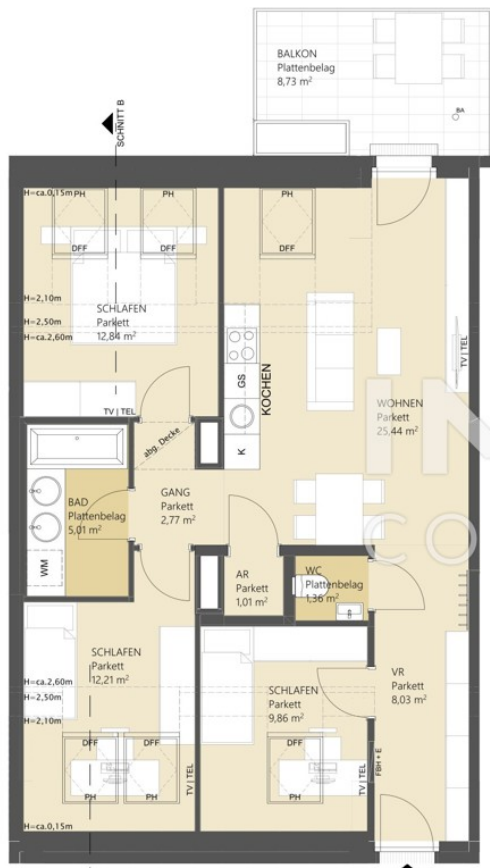 BALKON
Plattenbelag
8,73 m²
BA
SCHNITT B
H=ca.0,15m
PH
PH
PH
DFF
DFF
DFF
H=2,10m
H=2,50m
H=ca.2,60m
SCHLAFEN
Parkett
12,84 m²
TV | TEL
GS
KOCHEN
K
WOHNEN
Parkett
25,44 m²
TV | TEL
abg. Decke
BAD
Plattenbelag
5,01 m²
WM
GANG
Parkett
2,77 m²
AR
Parkett
1,01 m²
WC
Plattenbelag
1,36 m²
SCHLAFEN
Parkett
12,21 m²
H=ca.2,60m
H=2,50m
H=2,10m
DFF
DFF
PH
PH
TV | TEL
H=ca.0,15m
SCHLAFEN
Parkett
9,86 m²
DFF
PH
TV | TEL
VR
Parkett
8,03 m²
FBH + E
IN
CO